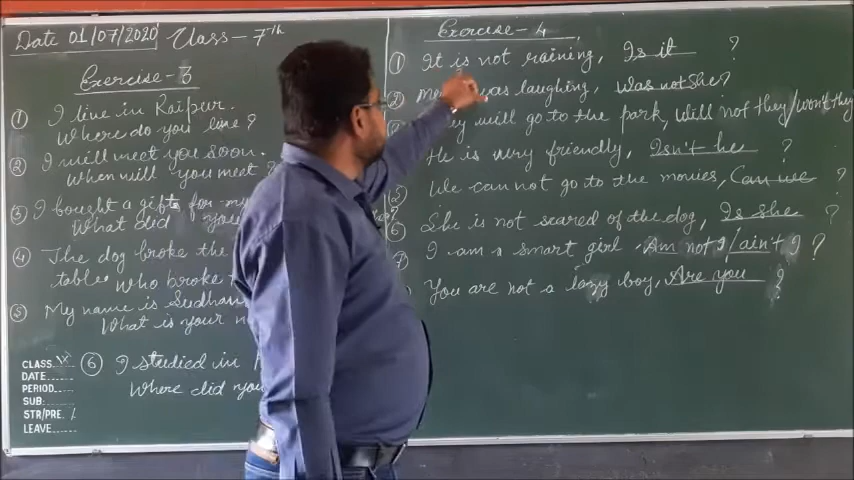 Date 01/07/2020 Class - 7th
Exercise - 3
① I live in Raipur.
Where do you live?
② I will meet you soon.
When will you meet?
③ I bought a gift for my
What did you
④ The dog broke the
table. Who broke
⑤ My name is Sudhan
What is your n
⑥ I studied in
Where did you
CLASS
DATE
PERIOD
SUB:
STR/PRE.
LEAVE
Exercise - 4
① It is not raining, Is it ?
② was laughing, was not She?
will go to the park, Will not they/Won't they
He is very friendly, Isn't he ?
We can not go to the movies, Can we ?
⑥ She is not scared of the dog, Is she ?
I am a smart girl. Am not I/ain't I ?
You are not a lazy boy, Are you ?